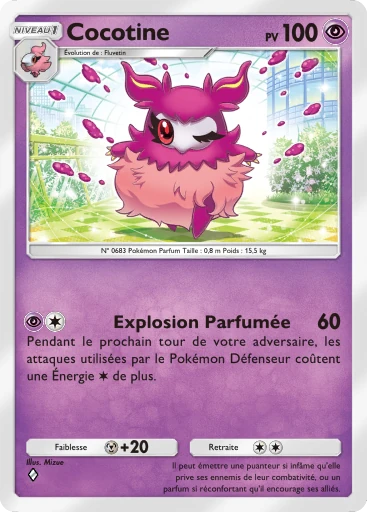 NIVEAU 1
Cocotine
PV 100
Évolution de : Fluvetin
N° 0683 Pokémon Parfum Taille : 0,8 m Poids : 15,5 kg
Explosion Parfumée 60
Pendant le prochain tour de votre adversaire, les
attaques utilisées par le Pokémon Défenseur coûtent
une Énergie de plus.
Faiblesse +20
Retraite
Illus. Mizue
Il peut émettre une puanteur si infâme qu'elle
prive ses ennemis de leur combativité, ou un
parfum si réconfortant qu'il encourage ses alliés.